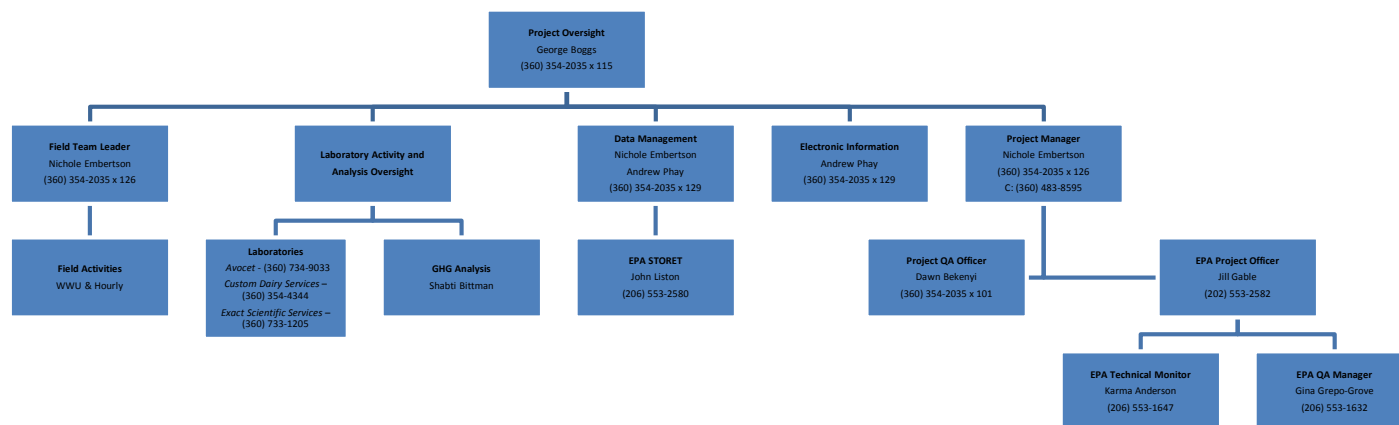 Project Oversight
George Boggs
(360) 354-2035 x 115
Field Team Leader
Nichole Embertson
(360) 354-2035 x 126
Laboratory Activity and
Analysis Oversight
Data Management
Nichole Embertson
Andrew Phay
(360) 354-2035 x 129
Electronic Information
Andrew Phay
(360) 354-2035 x 129
Project Manager
Nichole Embertson
(360) 354-2035 x 126
C: (360) 483-8595
Field Activities
WWU & Hourly
Laboratories
Avocet - (360) 734-9033
Custom Dairy Services –
(360) 354-4344
Exact Scientific Services –
(360) 733-1205
GHG Analysis
Shabti Bittman
EPA STORET
John Liston
(206) 553-2580
Project QA Officer
Dawn Bekenyi
(360) 354-2035 x 101
EPA Project Officer
Jill Gable
(202) 553-2582
EPA Technical Monitor
Karma Anderson
(206) 553-1647
EPA QA Manager
Gina Grepo-Grove
(206) 553-1632